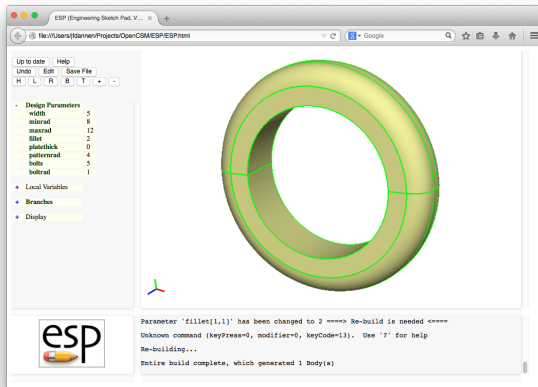 ESP (Engineering Sketch Pad, V...
file:///Users/jfdannen/Projects/OpenCSM/ESP/ESP.html
Google
Up to date Help
Undo Edit Save File
H L R B T + -
- Design Parameters
width 5
minrad 8
maxrad 12
fillet 2
platethick 0
patternrad 4
bolts 5
boltrad 1
+ Local Variables
+ Branches
+ Display
esp
Parameter 'fillet[1,1]' has been changed to 2 ====> Re-build is needed <====
Unknown command (keyPress=0, modifier=0, keyCode=13). Use '?' for help
Re-building...
Entire build complete, which generated 1 Body(s)